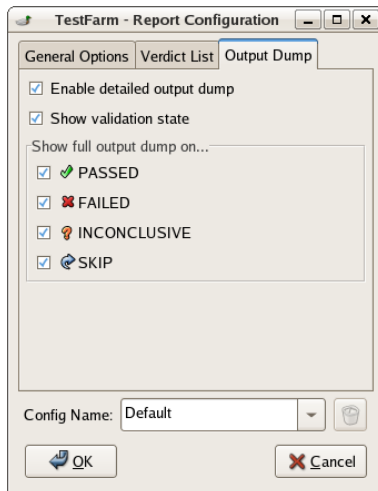 TestFarm - Report Configuration
General Options Verdict List Output Dump
Enable detailed output dump
Show validation state
Show full output dump on...
PASSED
FAILED
INCONCLUSIVE
SKIP
Config Name: Default
OK Cancel